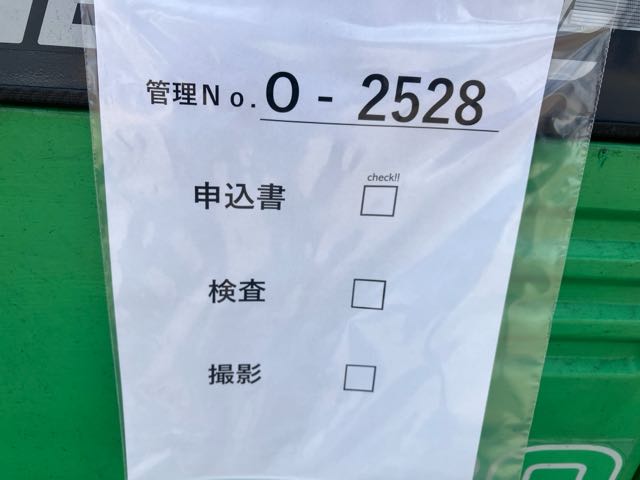 管理No. O - 2528
check!!
申込書 □
検査 □
撮影 □